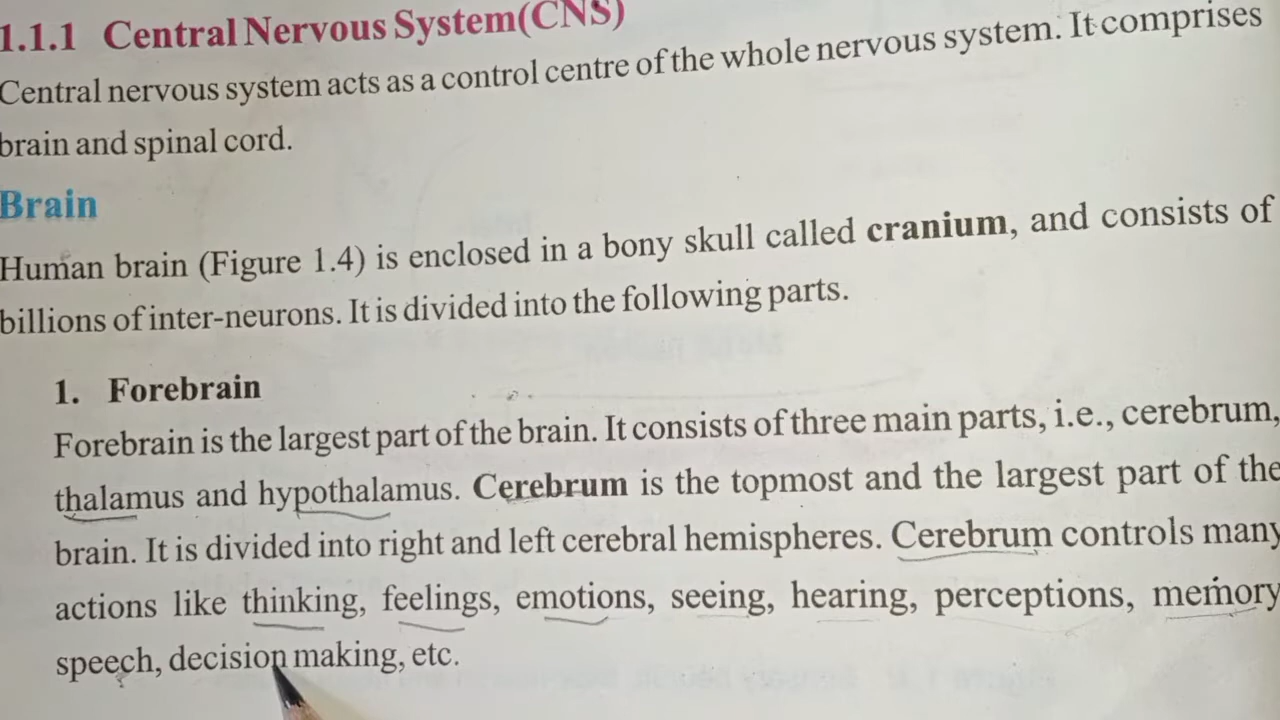 1.1.1 Central Nervous System(CNS)
Central nervous system acts as a control centre of the whole nervous system. It comprises
brain and spinal cord.
Brain
Human brain (Figure 1.4) is enclosed in a bony skull called cranium, and consists of
billions of inter-neurons. It is divided into the following parts.
1. Forebrain
Forebrain is the largest part of the brain. It consists of three main parts, i.e., cerebrum,
thalamus and hypothalamus. Cerebrum is the topmost and the largest part of the
brain. It is divided into right and left cerebral hemispheres. Cerebrum controls many
actions like thinking, feelings, emotions, seeing, hearing, perceptions, memory
speech, decision making, etc.